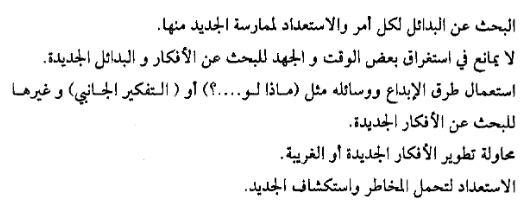 البحث عن البدائل لكل أمر والاستعداد لممارسة الجديد منها.
لا يمانع في استغراق بعض الوقت و الجهد للبحث عن الأفكار و البدائل الجديدة.
استعمال طرق الإبداع ووسائله مثل (ماذا لو....؟) أو ( التفكير الجانبي) و غيرها
للبحث عن الأفكار الجديدة.
محاولة تطوير الأفكار الجديدة أو الغريبة.
الاستعداد لتحمل المخاطر واستكشاف الجديد.